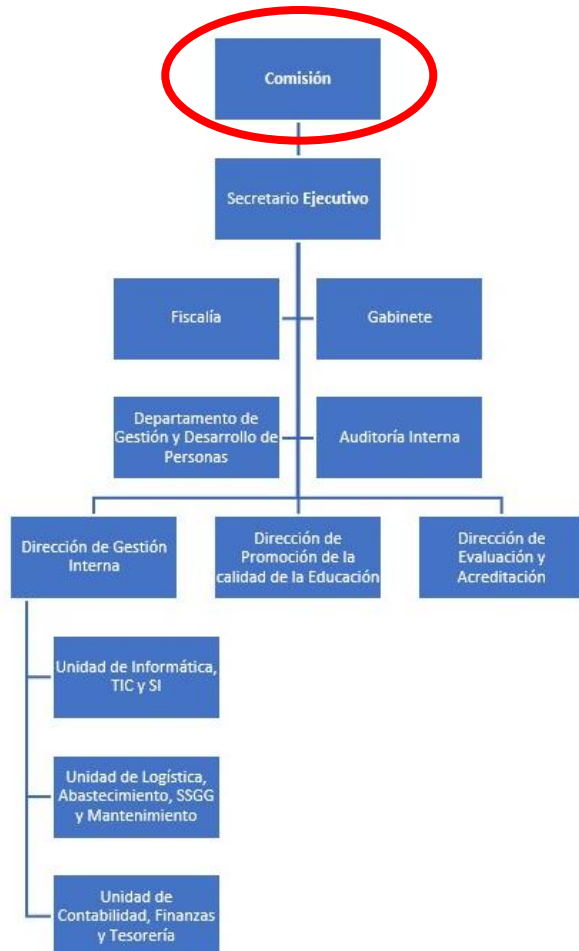 Comisión
Secretario Ejecutivo
Fiscalía
Gabinete
Departamento de
Gestión y Desarrollo de
Personas
Auditoría Interna
Dirección de Gestión
Interna
Dirección de
Promoción de la
calidad de la Educación
Dirección de
Evaluación y
Acreditación
Unidad de Informática,
TIC y SI
Unidad de Logística,
Abastecimiento, SSGG
y Mantenimiento
Unidad de
Contabilidad, Finanzas
y Tesorería